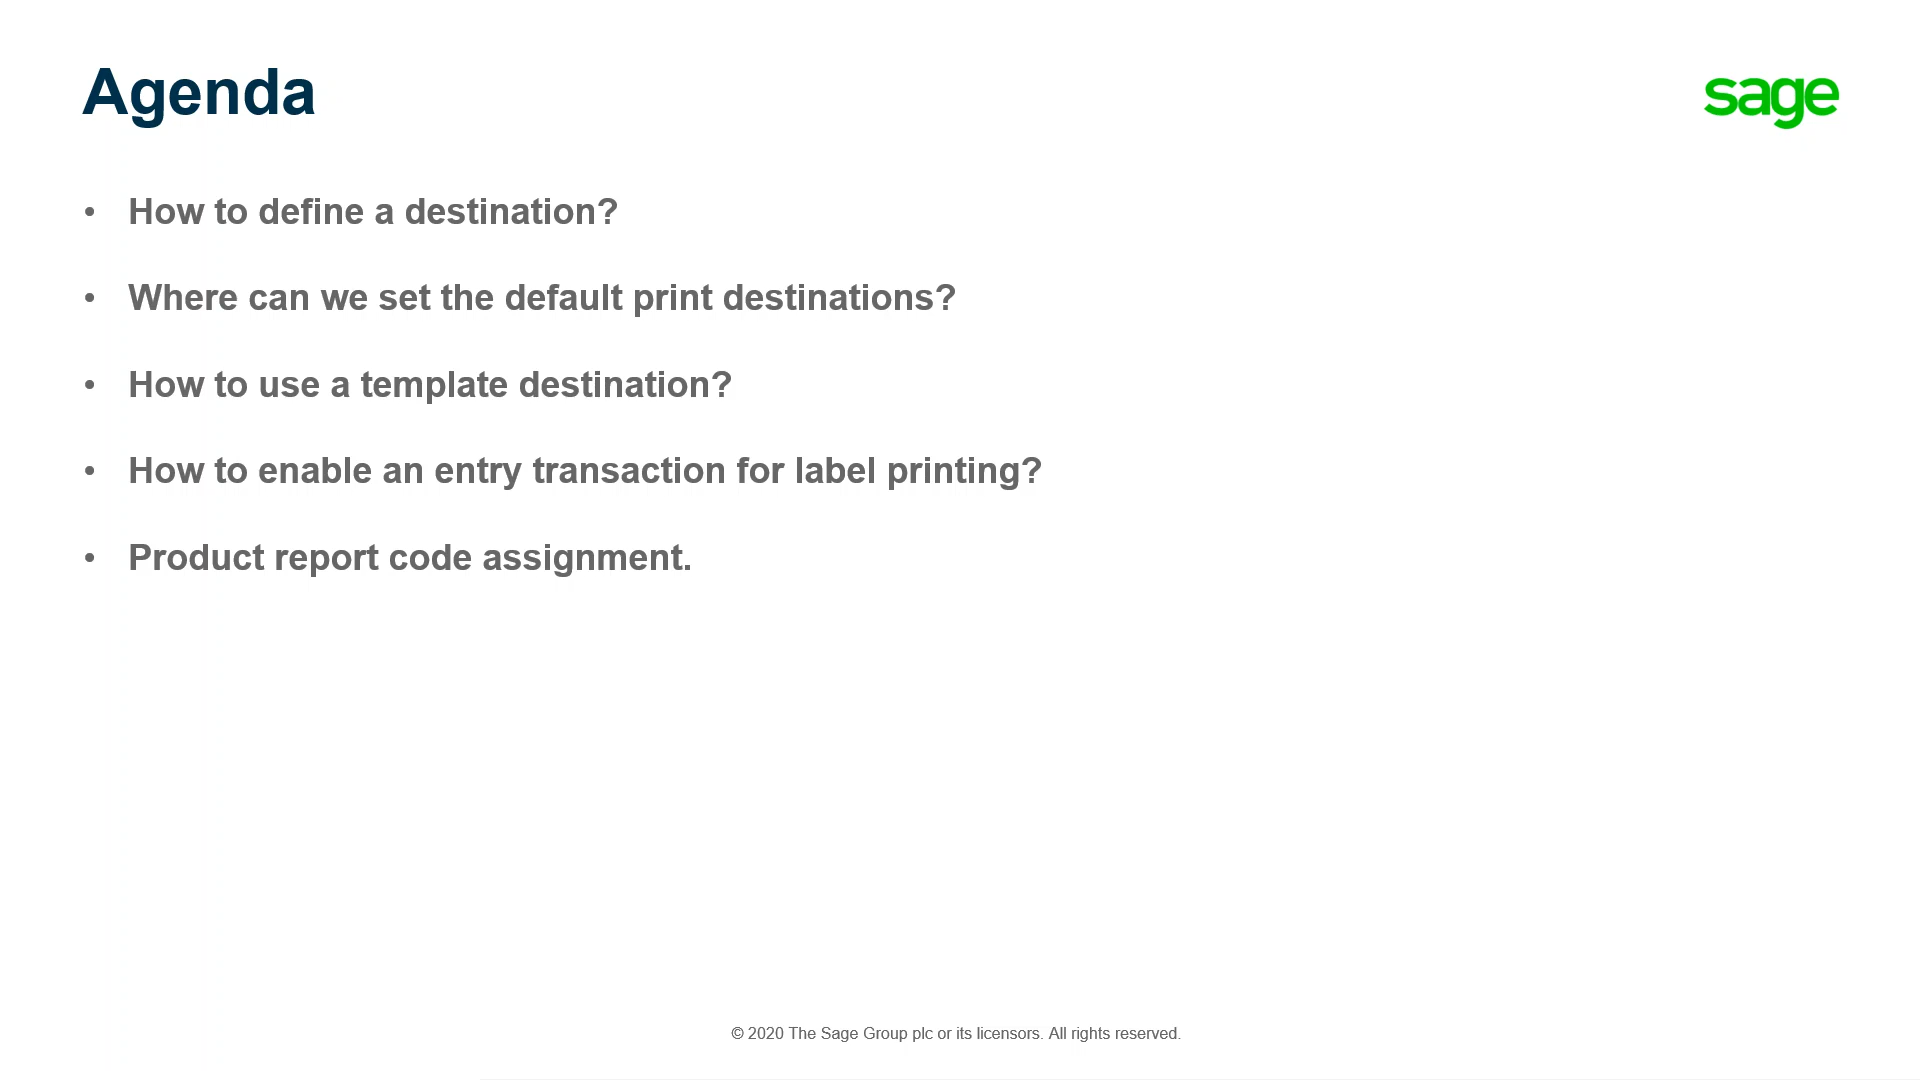 Agenda
sage
• How to define a destination?
• Where can we set the default print destinations?
• How to use a template destination?
• How to enable an entry transaction for label printing?
• Product report code assignment.
© 2020 The Sage Group plc or its licensors. All rights reserved.